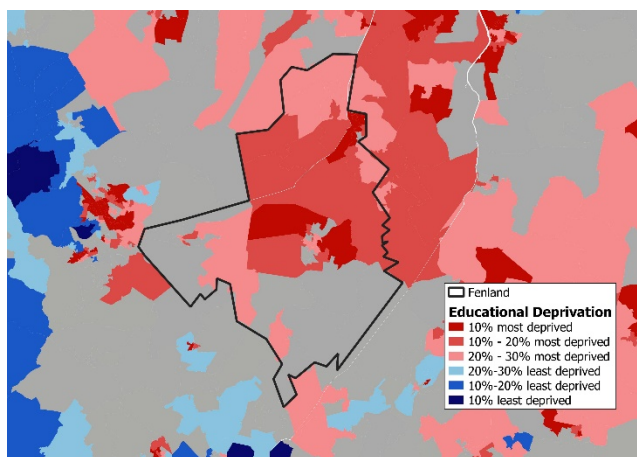 Fenland
Educational Deprivation
10% most deprived
10% - 20% most deprived
20% - 30% most deprived
20%-30% least deprived
10%-20% least deprived
10% least deprived